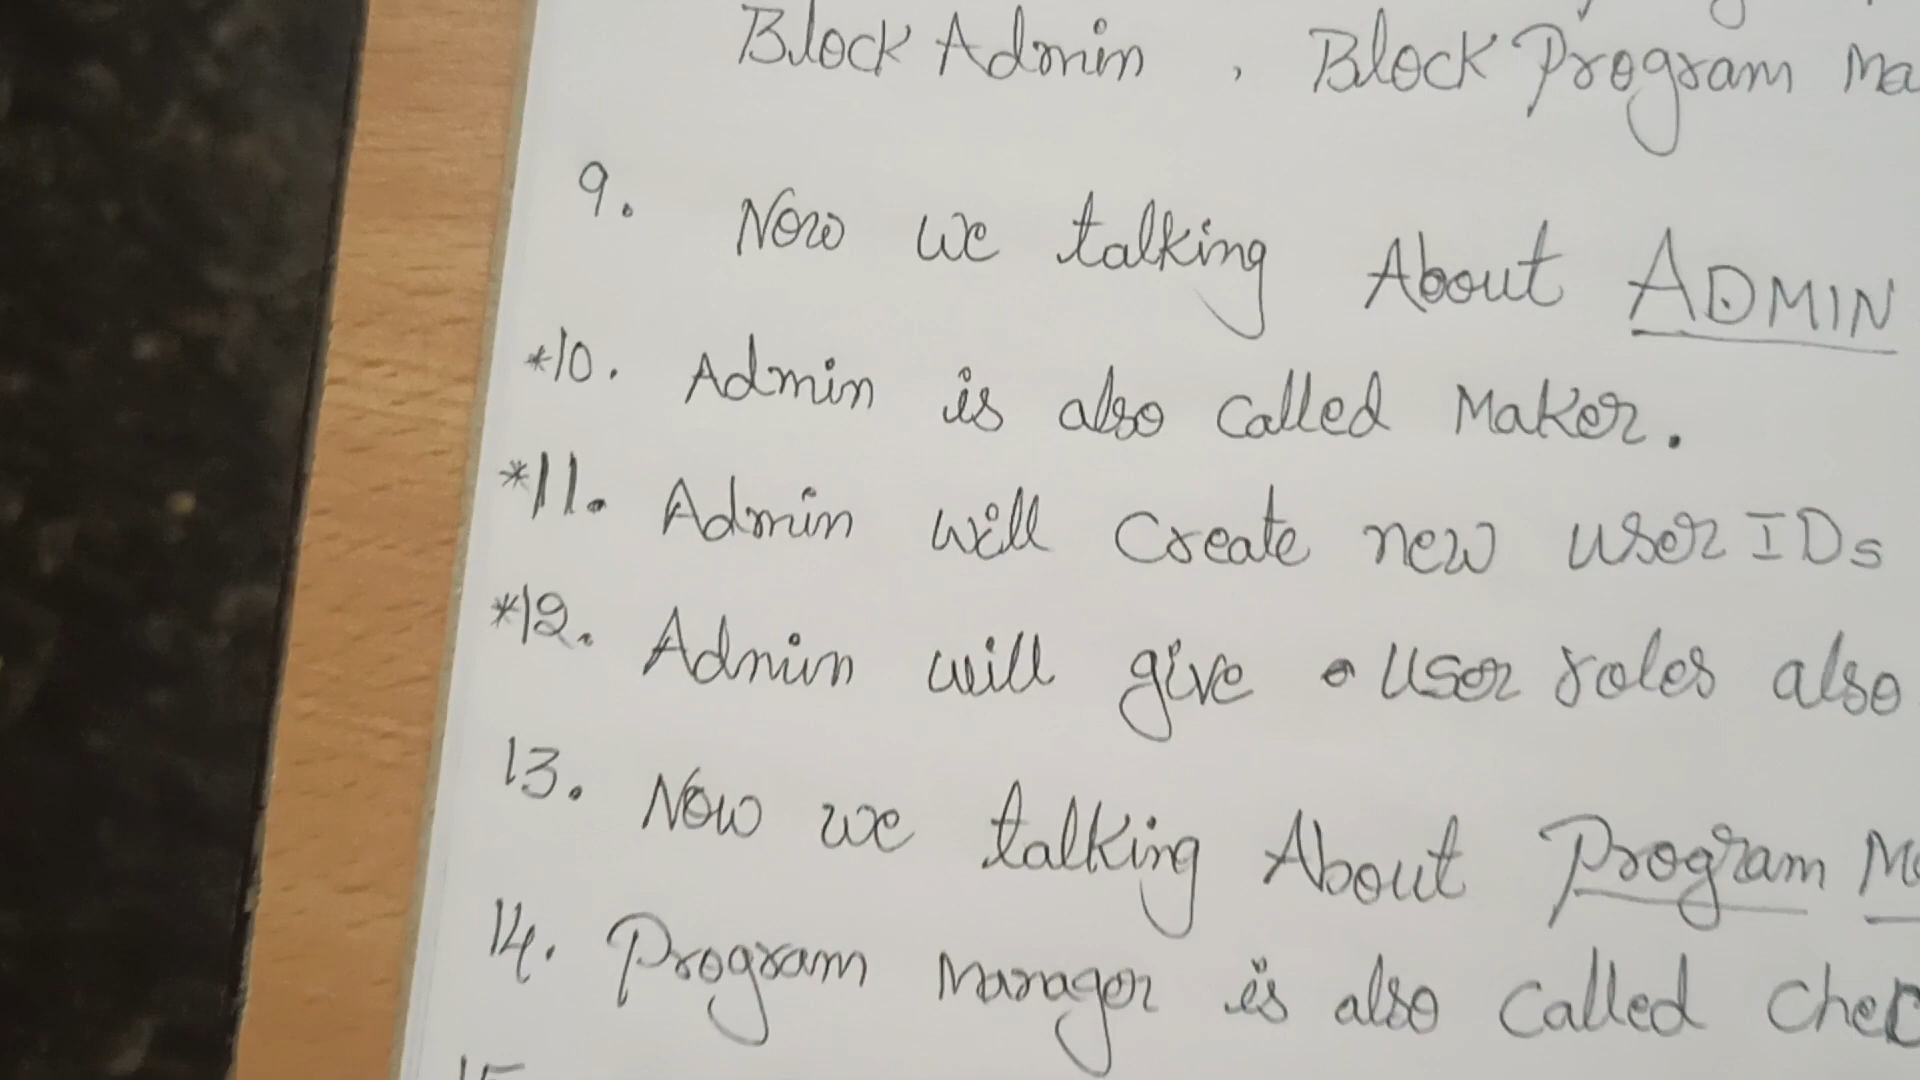 Block Admin , Block Program Ma
9. Now we talking About ADMIN
*10. Admin is also called Maker.
*11. Admin will Create new user IDs
*12. Admin will give user roles also
13. Now we talking About Program M
14. Program Manager is also called Chec
15